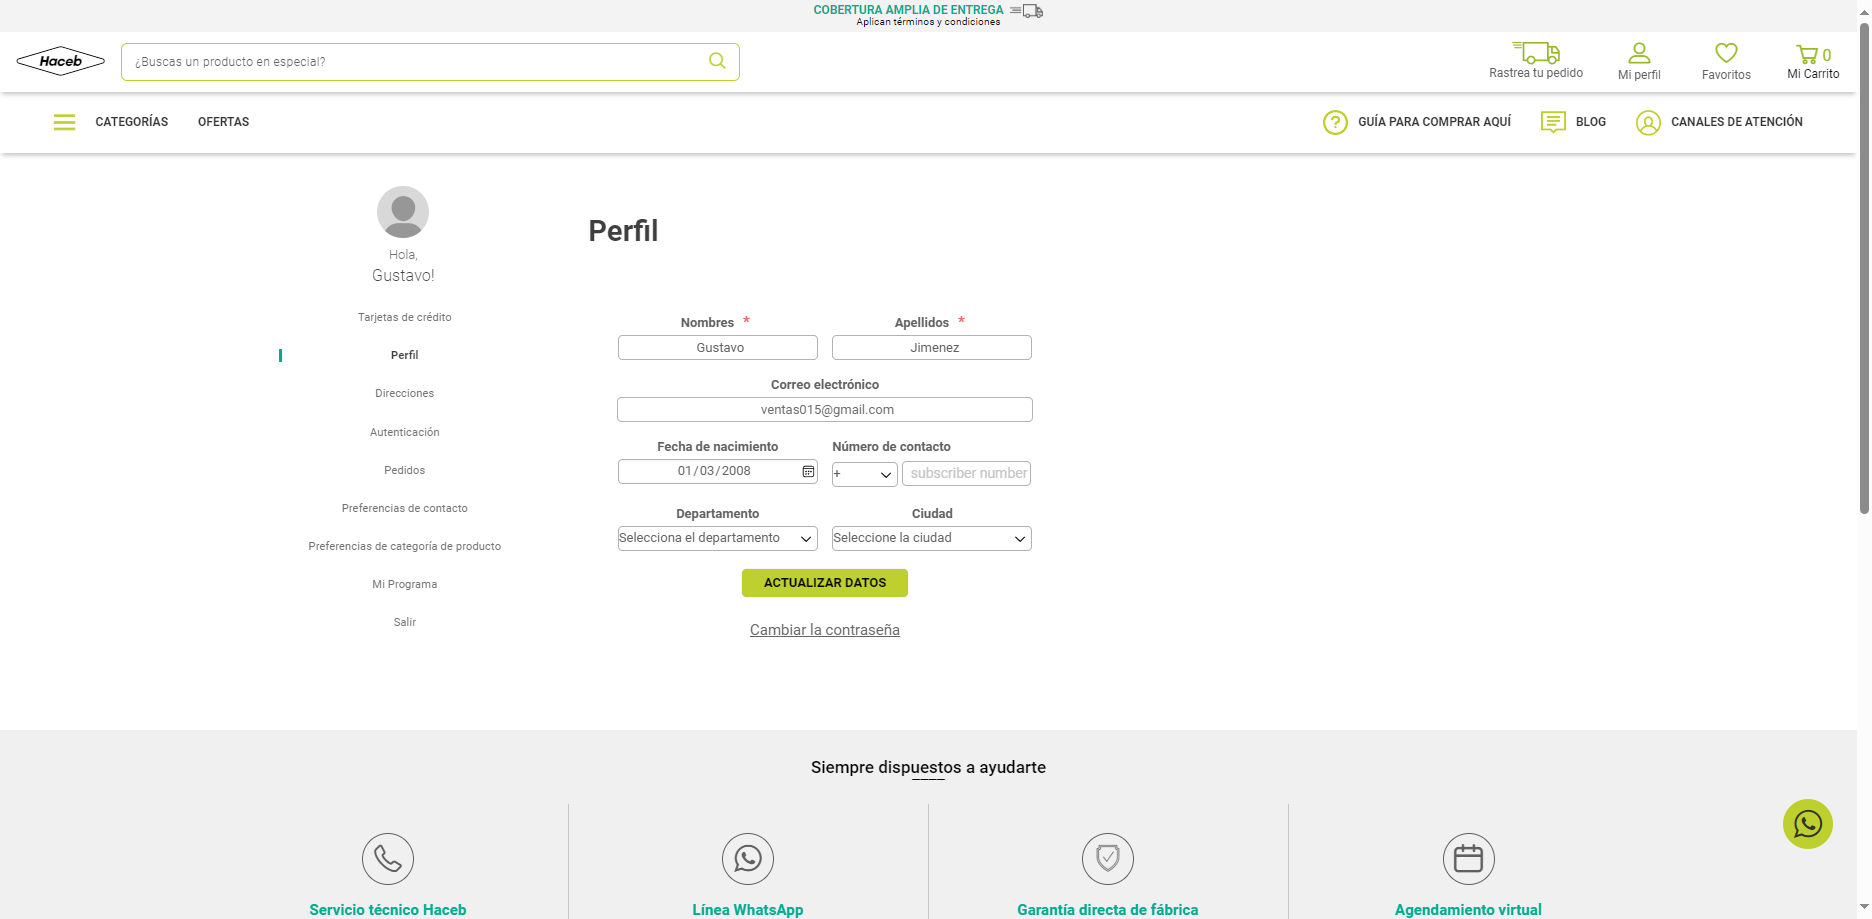 COBERTURA AMPLIA DE ENTREGA
Aplican términos y condiciones
Haceb
¿Buscas un producto en especial?
Rastrea tu pedido
Mi perfil
Favoritos
0
Mi Carrito
CATEGORÍAS
OFERTAS
GUÍA PARA COMPRAR AQUÍ
BLOG
CANALES DE ATENCIÓN
Hola,
Gustavo!
Tarjetas de crédito
Perfil
Direcciones
Autenticación
Pedidos
Preferencias de contacto
Preferencias de categoría de producto
Mi Programa
Salir
Perfil
Nombres *
Apellidos *
Gustavo
Jimenez
Correo electrónico
ventas015@gmail.com
Fecha de nacimiento
Número de contacto
01/03/2008
+
subscriber number
Departamento
Ciudad
Selecciona el departamento
Seleccione la ciudad
ACTUALIZAR DATOS
Cambiar la contraseña
Siempre dispuestos a ayudarte
Servicio técnico Haceb
Línea WhatsApp
Garantía directa de fábrica
Agendamiento virtual